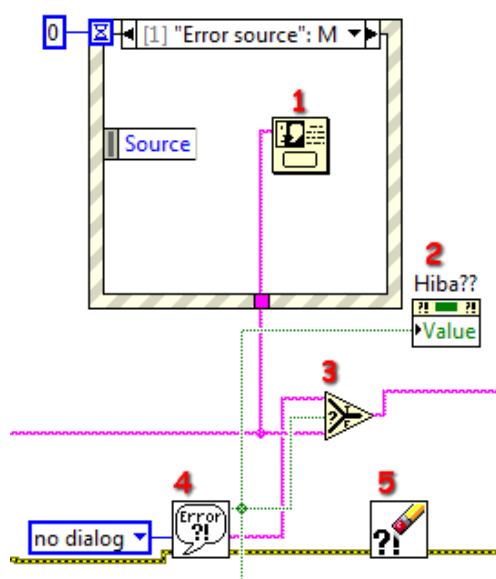 0
[1] "Error source": M
1
Source
2
Hiba??
?! ?!
Value
3
?
4
Error
?!
no dialog
5
?!